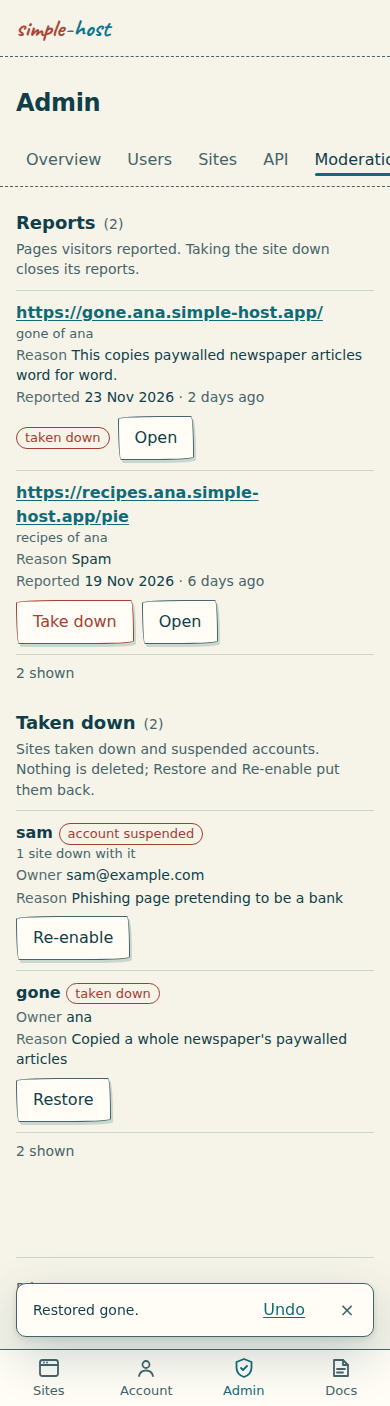 simple-host
Admin
Overview Users Sites API Moderatio
Reports (2)
Pages visitors reported. Taking the site down
closes its reports.
https://gone.ana.simple-host.app/
gone of ana
Reason This copies paywalled newspaper articles
word for word.
Reported 23 Nov 2026 · 2 days ago
taken down Open
https://recipes.ana.simple-
host.app/pie
recipes of ana
Reason Spam
Reported 19 Nov 2026 · 6 days ago
Take down Open
2 shown
Taken down (2)
Sites taken down and suspended accounts.
Nothing is deleted; Restore and Re-enable put
them back.
sam account suspended
1 site down with it
Owner sam@example.com
Reason Phishing page pretending to be a bank
Re-enable
gone taken down
Owner ana
Reason Copied a whole newspaper's paywalled
articles
Restore
2 shown
Restored gone. Undo ×
Sites Account Admin Docs